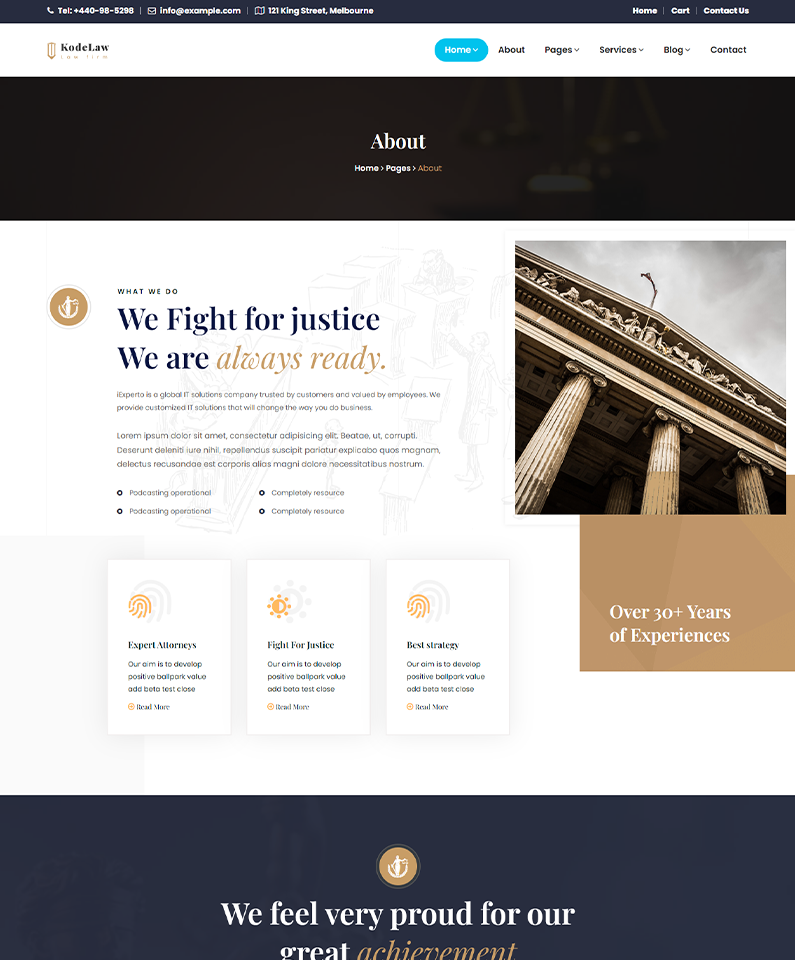 Tel: +440-98-5298
info@example.com
121 King Street, Melbourne
Home
Cart
Contact Us
KodeLaw
Law firm
Home
About
Pages
Services
Blog
Contact
About
Home > Pages > About
WHAT WE DO
We Fight for justice
We are always ready.
iExperto is a global IT solutions company trusted by customers and valued by employees. We
provide customized IT solutions that will change the way you do business.
Lorem ipsum dolor sit amet, consectetur adipisicing elit. Beatae, ut, corrupti.
Deserunt deleniti iure nihil, repellendus suscipit pariatur explicabo quos magnam,
delectus recusandae est corporis alias magni dolore necessitatibus nostrum.
Podcasting operational
Completely resource
Podcasting operational
Completely resource
Over 30+ Years
of Experiences
Expert Attorneys
Our aim is to develop
positive ballpark value
add beta test close
Read More
Fight For Justice
Our aim is to develop
positive ballpark value
add beta test close
Read More
Best strategy
Our aim is to develop
positive ballpark value
add beta test close
Read More
We feel very proud for our
great achievement